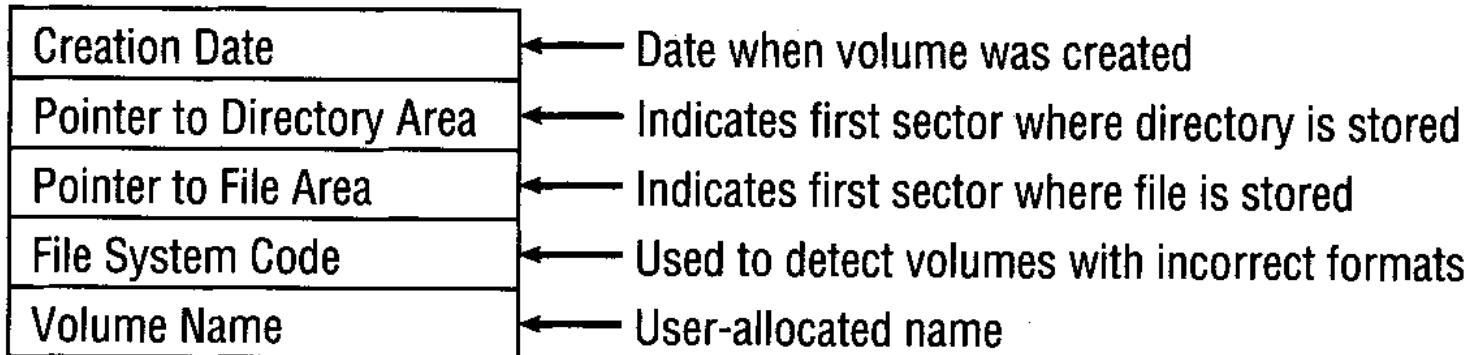 Creation Date Date when volume was created
Pointer to Directory Area Indicates first sector where directory is stored
Pointer to File Area Indicates first sector where file is stored
File System Code Used to detect volumes with incorrect formats
Volume Name User-allocated name